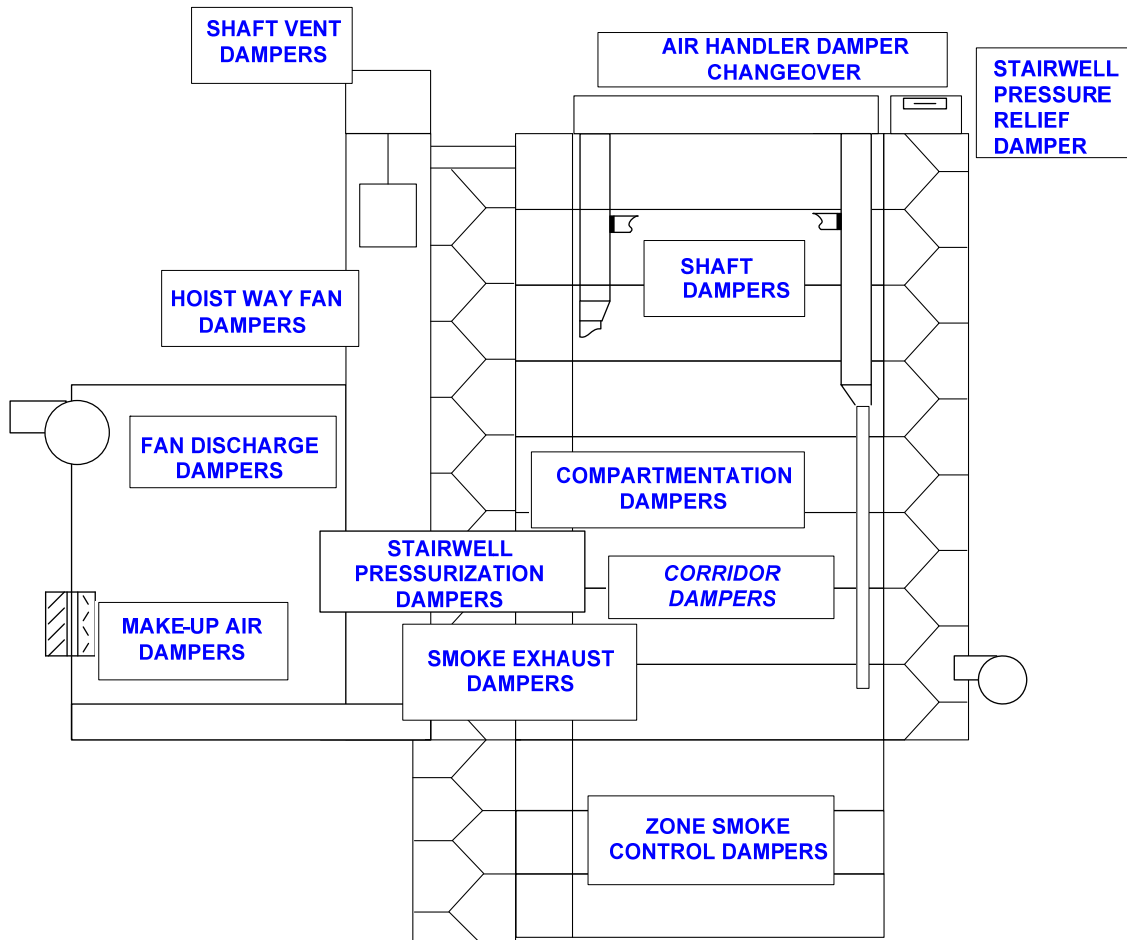 SHAFT VENT
DAMPERS
AIR HANDLER DAMPER
CHANGEOVER
STAIRWELL
PRESSURE
RELIEF
DAMPER
SHAFT
DAMPERS
HOIST WAY FAN
DAMPERS
FAN DISCHARGE
DAMPERS
COMPARTMENTATION
DAMPERS
STAIRWELL
PRESSURIZATION
DAMPERS
CORRIDOR
DAMPERS
MAKE-UP AIR
DAMPERS
SMOKE EXHAUST
DAMPERS
ZONE SMOKE
CONTROL DAMPERS